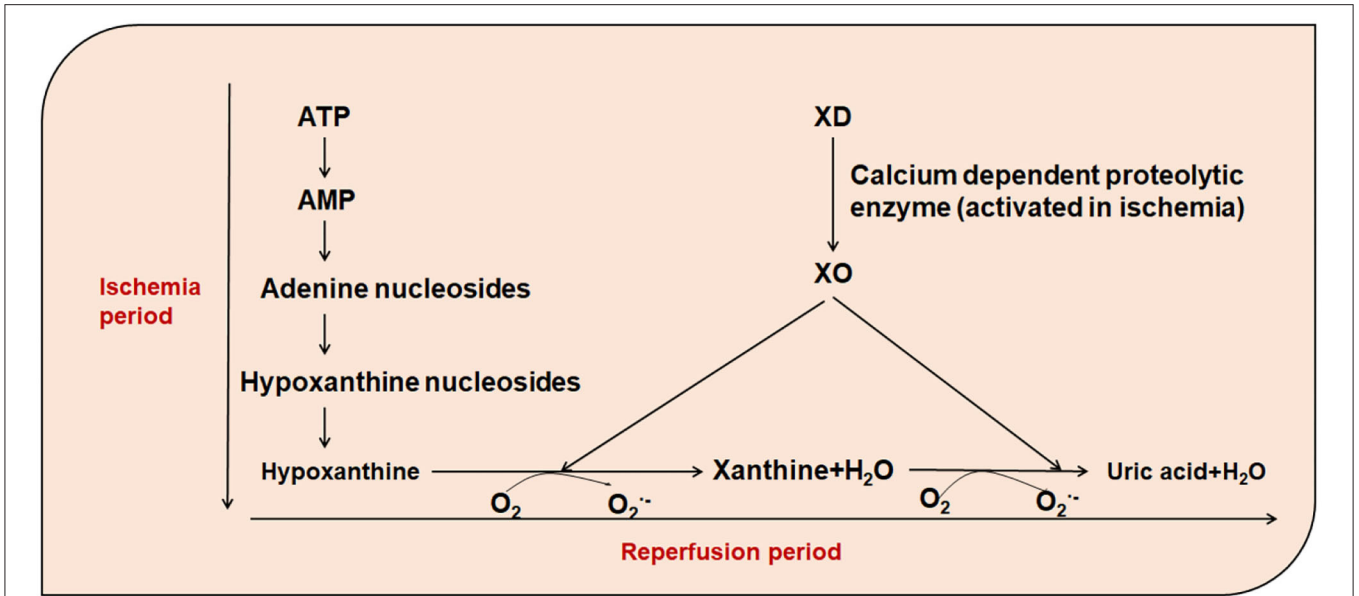 ATP
XD
Calcium dependent proteolytic
enzyme (activated in ischemia)
AMP
Ischemia
period
Adenine nucleosides
XO
Hypoxanthine nucleosides
Hypoxanthine
Xanthine+H₂O
Uric acid+H₂O
O₂
O₂·-
O₂
O₂·-
Reperfusion period